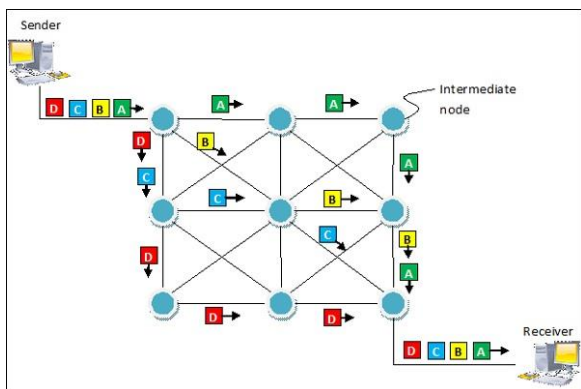 Sender
D C B A
A A
Intermediate
node
D B
C
A
C B
C
B
D
A
D D
Receiver
D C B A